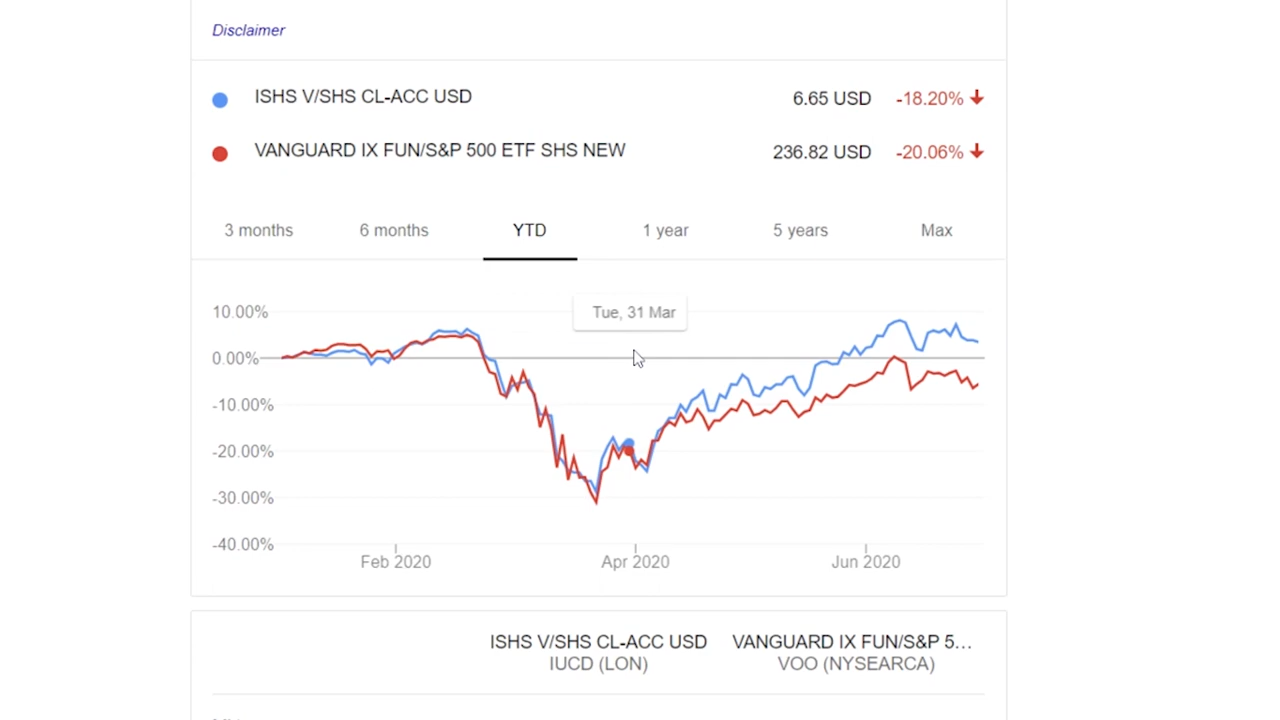 Disclaimer
ISHS V/SHS CL-ACC USD 6.65 USD -18.20%
VANGUARD IX FUN/S&P 500 ETF SHS NEW 236.82 USD -20.06%
3 months 6 months YTD 1 year 5 years Max
Tue, 31 Mar
10.00%
0.00%
-10.00%
-20.00%
-30.00%
-40.00%
Feb 2020 Apr 2020 Jun 2020
ISHS V/SHS CL-ACC USD VANGUARD IX FUN/S&P 5…
IUCD (LON) VOO (NYSEARCA)